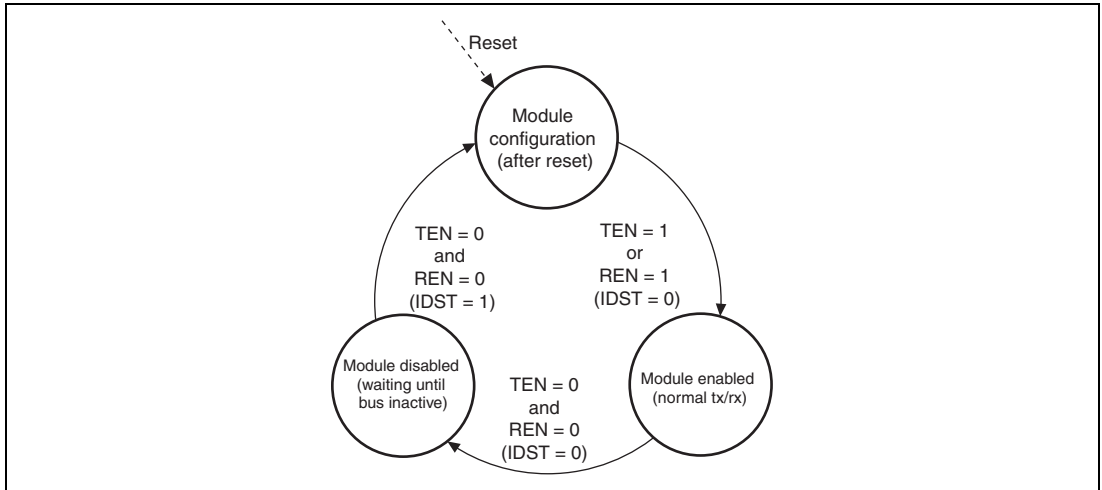 Reset
Module
configuration
(after reset)
TEN = 0
and
REN = 0
(IDST = 1)
TEN = 1
or
REN = 1
(IDST = 0)
Module disabled
(waiting until
bus inactive)
TEN = 0
and
REN = 0
(IDST = 0)
Module enabled
(normal tx/rx)